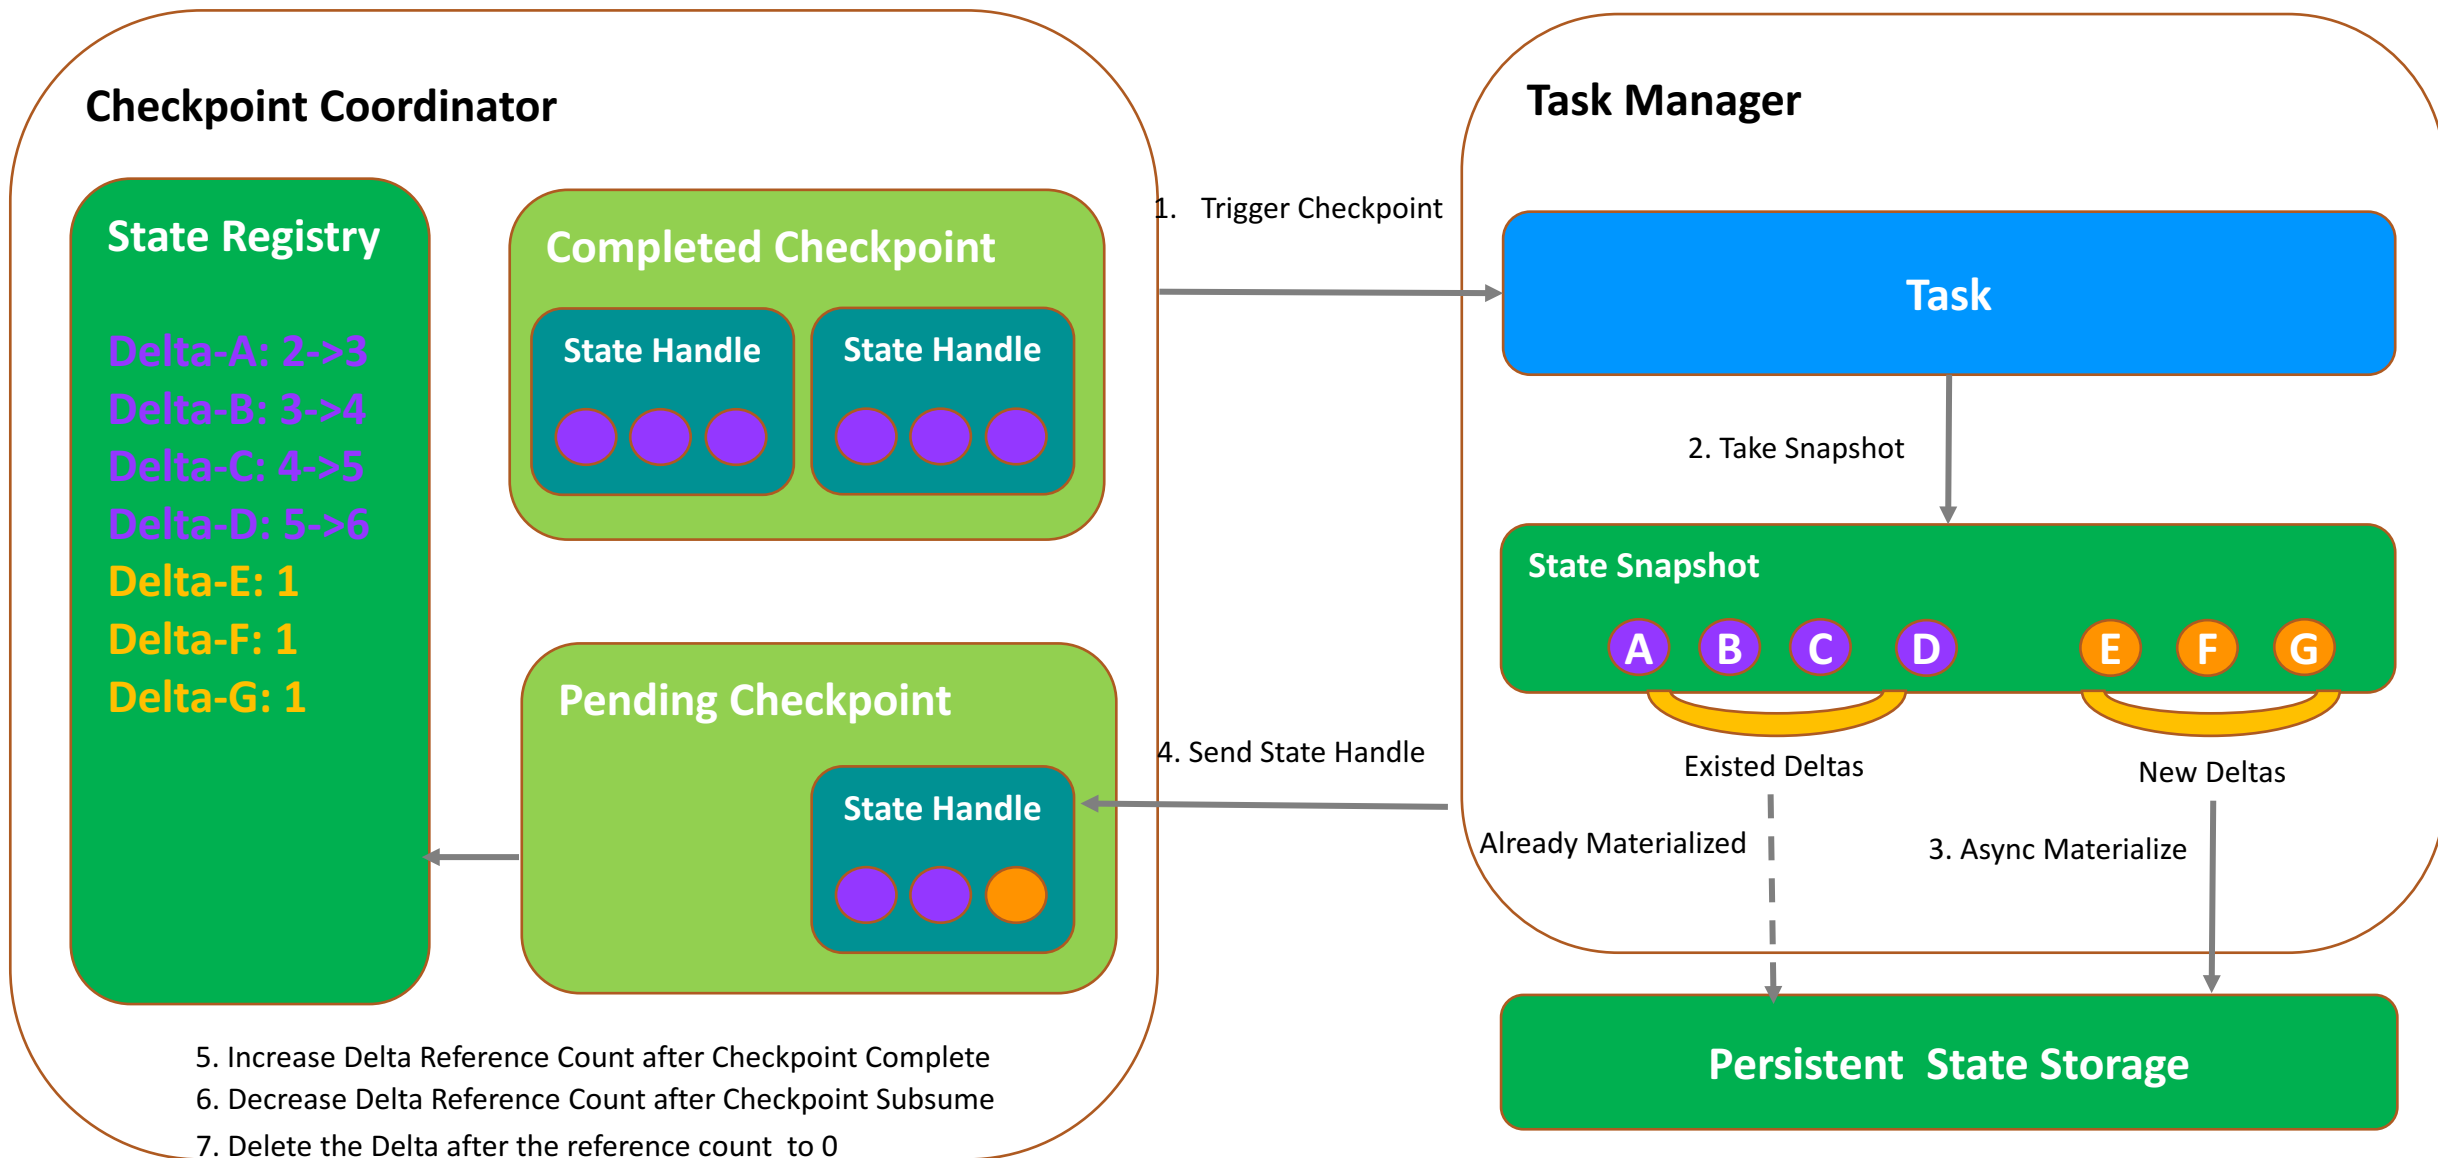 Checkpoint Coordinator
State Registry
Delta-A: 2->3
Delta-B: 3->4
Delta-C: 4->5
Delta-D: 5->6
Delta-E: 1
Delta-F: 1
Delta-G: 1
Completed Checkpoint
State Handle
State Handle
Pending Checkpoint
State Handle
5. Increase Delta Reference Count after Checkpoint Complete
6. Decrease Delta Reference Count after Checkpoint Subsume
7. Delete the Delta after the reference count  to 0
1. Trigger Checkpoint
4. Send State Handle
Task Manager
Task
2. Take Snapshot
State Snapshot
A B C D E F G
Existed Deltas
New Deltas
Already Materialized
3. Async Materialize
Persistent  State Storage